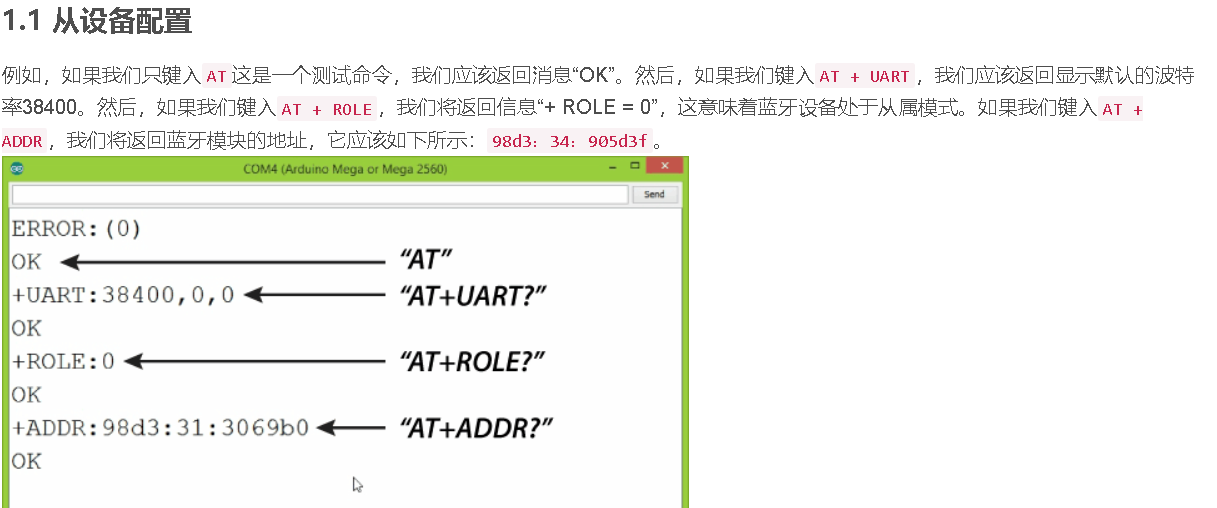 1.1 从设备配置
例如，如果我们只键入AT这是一个测试命令，我们应该返回消息“OK”。然后，如果我们键入AT + UART，我们应该返回显示默认的波特
率38400。然后，如果我们键入AT + ROLE，我们将返回信息“+ ROLE = 0”，这意味着蓝牙设备处于从属模式。如果我们键入AT +
ADDR，我们将返回蓝牙模块的地址，它应该如下所示：98d3：34：905d3f。
COM4 (Arduino Mega or Mega 2560)
Send
ERROR:(0)
OK “AT”
+UART:38400,0,0 “AT+UART?”
OK
+ROLE:0 “AT+ROLE?”
OK
+ADDR:98d3:31:3069b0 “AT+ADDR?”
OK